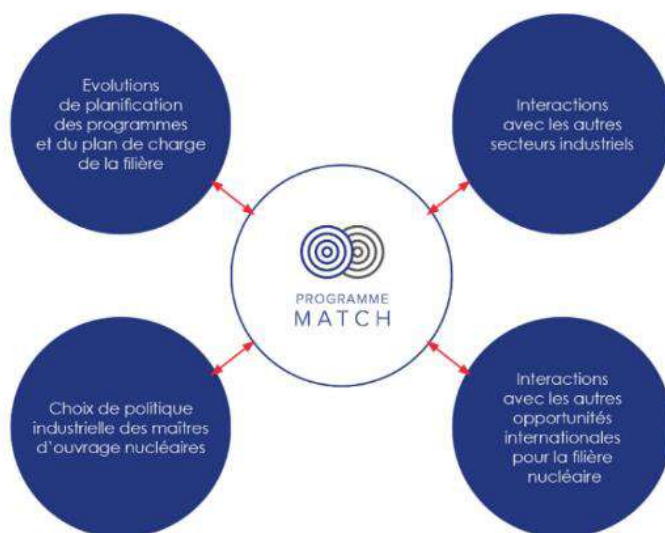 Evolutions
de planification
des programmes
et du plan de charge
de la filière
Interactions
avec les autres
secteurs industriels
PROGRAMME
MATCH
Choix de politique
industrielle des maîtres
d'ouvrage nucléaires
Interactions
avec les autres
opportunités
internationales
pour la filière
nucléaire